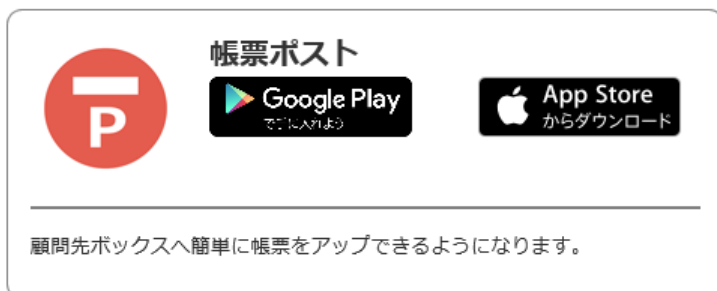 帳票ポスト
P
Google Play
で手に入れよう
App Store
からダウンロード
顧問先ボックスへ簡単に帳票をアップできるようになります。